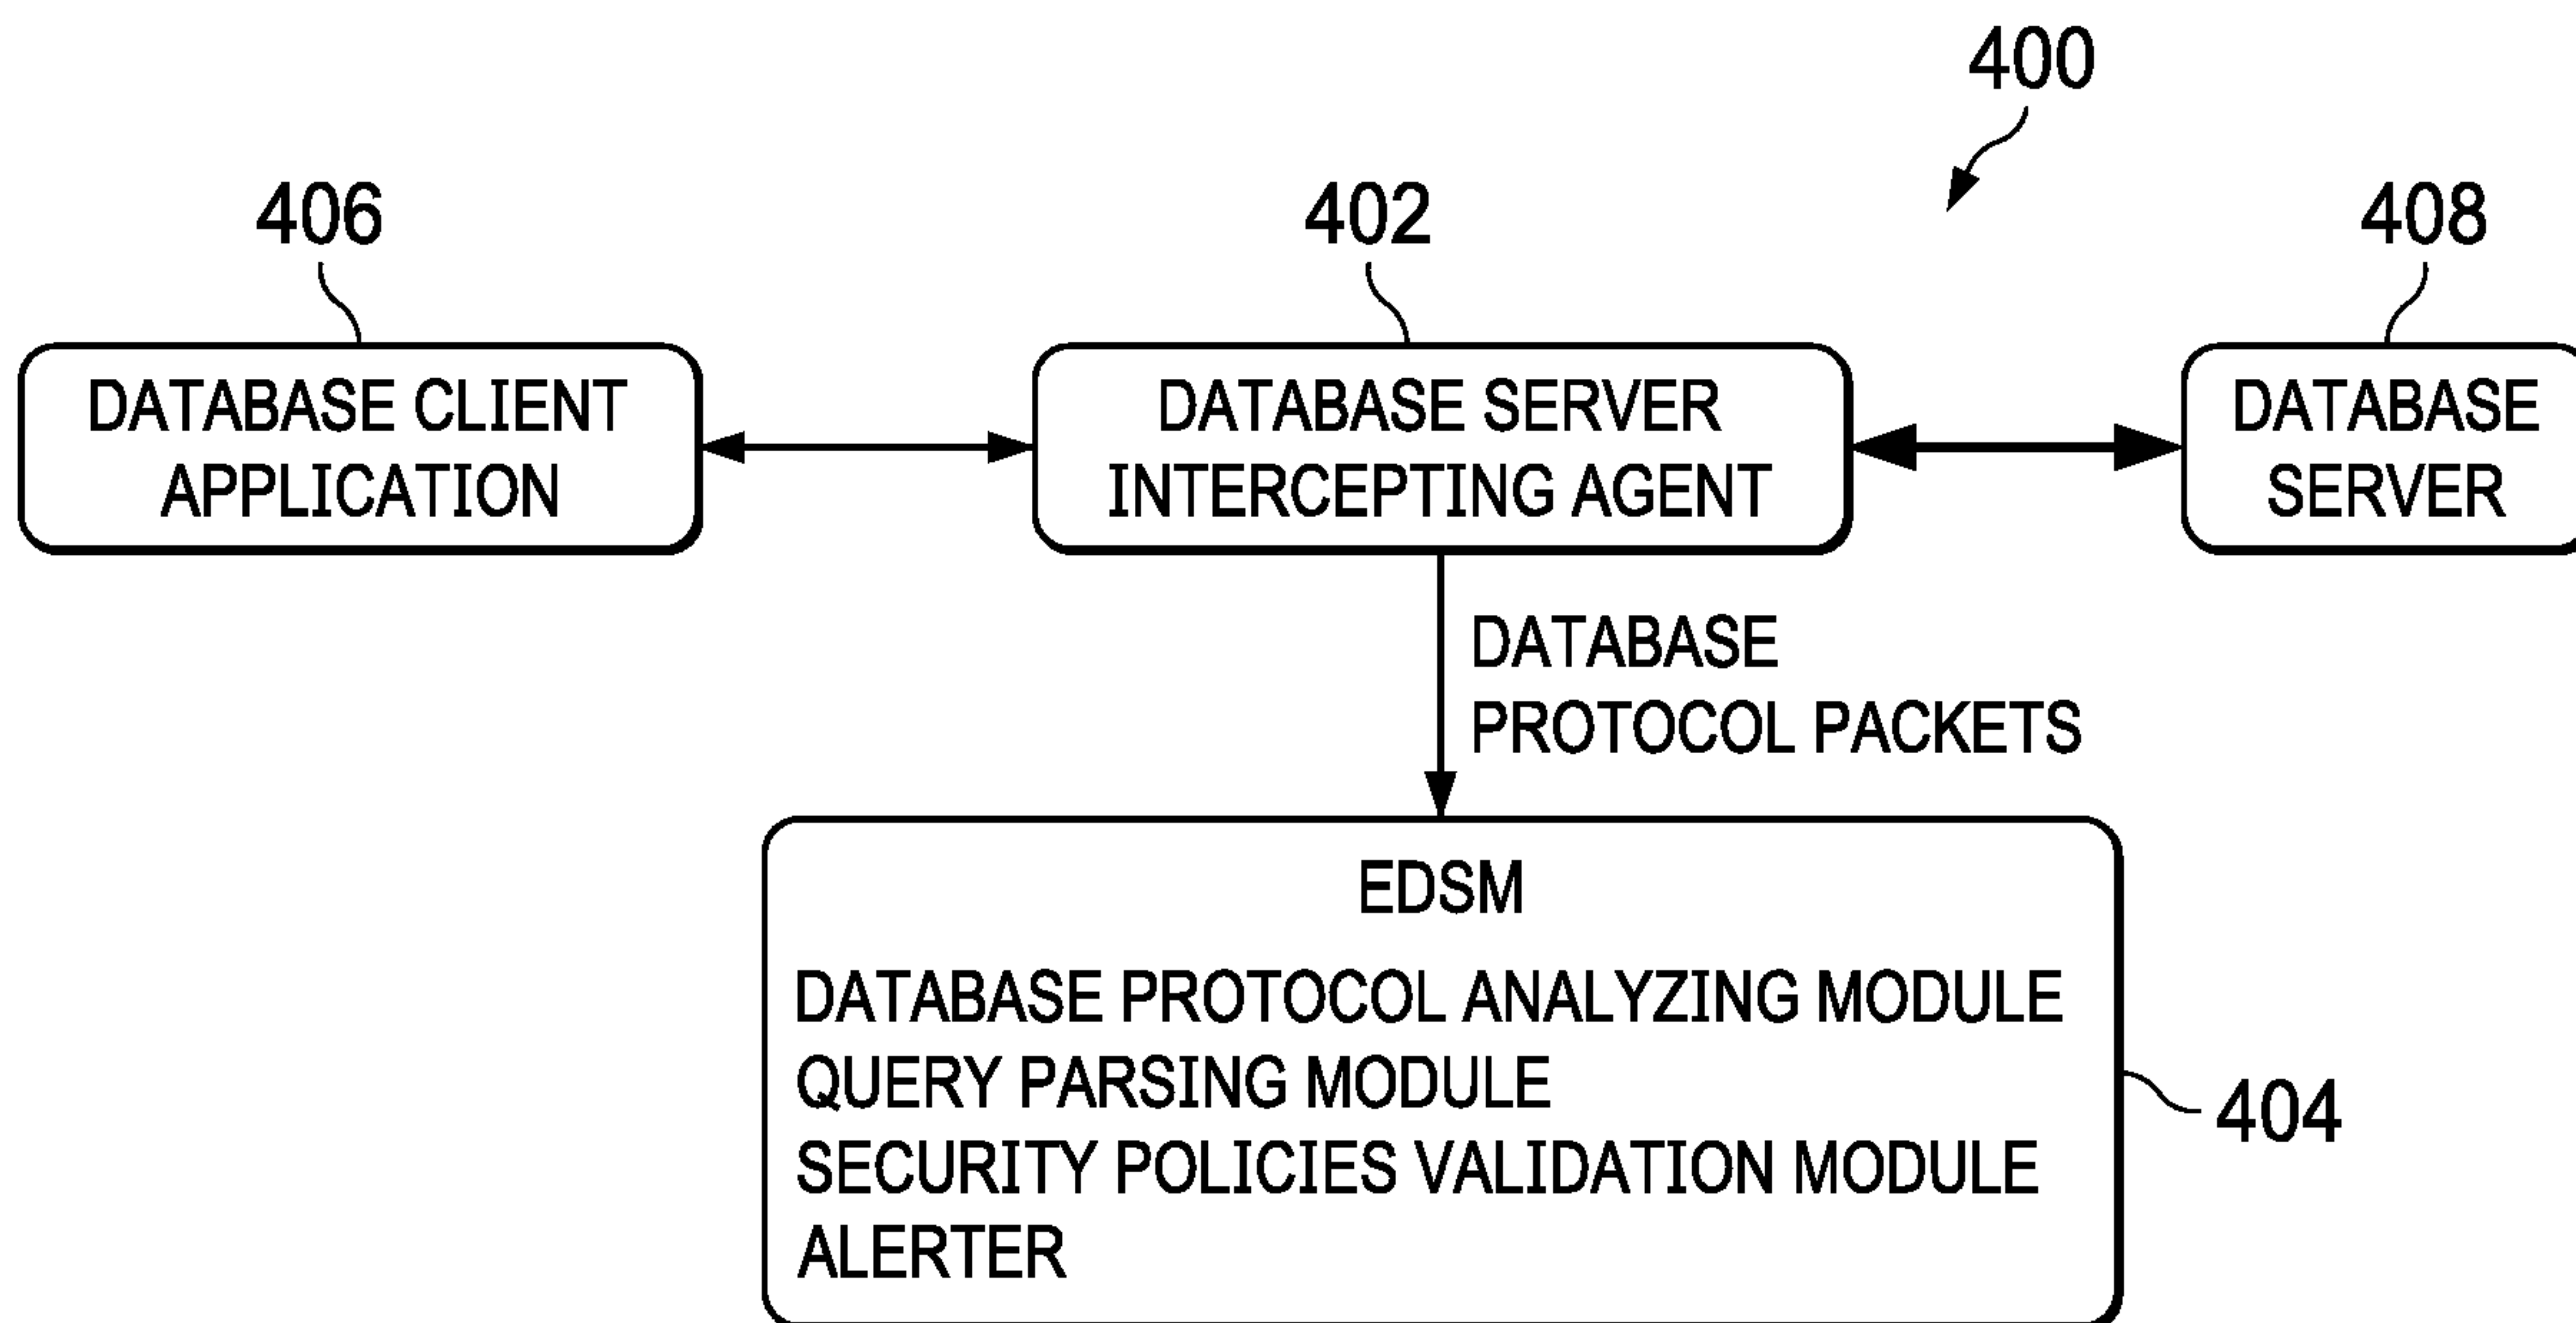 400
406
402
408
DATABASE CLIENT
APPLICATION
DATABASE SERVER
INTERCEPTING AGENT
DATABASE
SERVER
DATABASE
PROTOCOL PACKETS
EDSM
DATABASE PROTOCOL ANALYZING MODULE
QUERY PARSING MODULE
SECURITY POLICIES VALIDATION MODULE
ALERTER
404